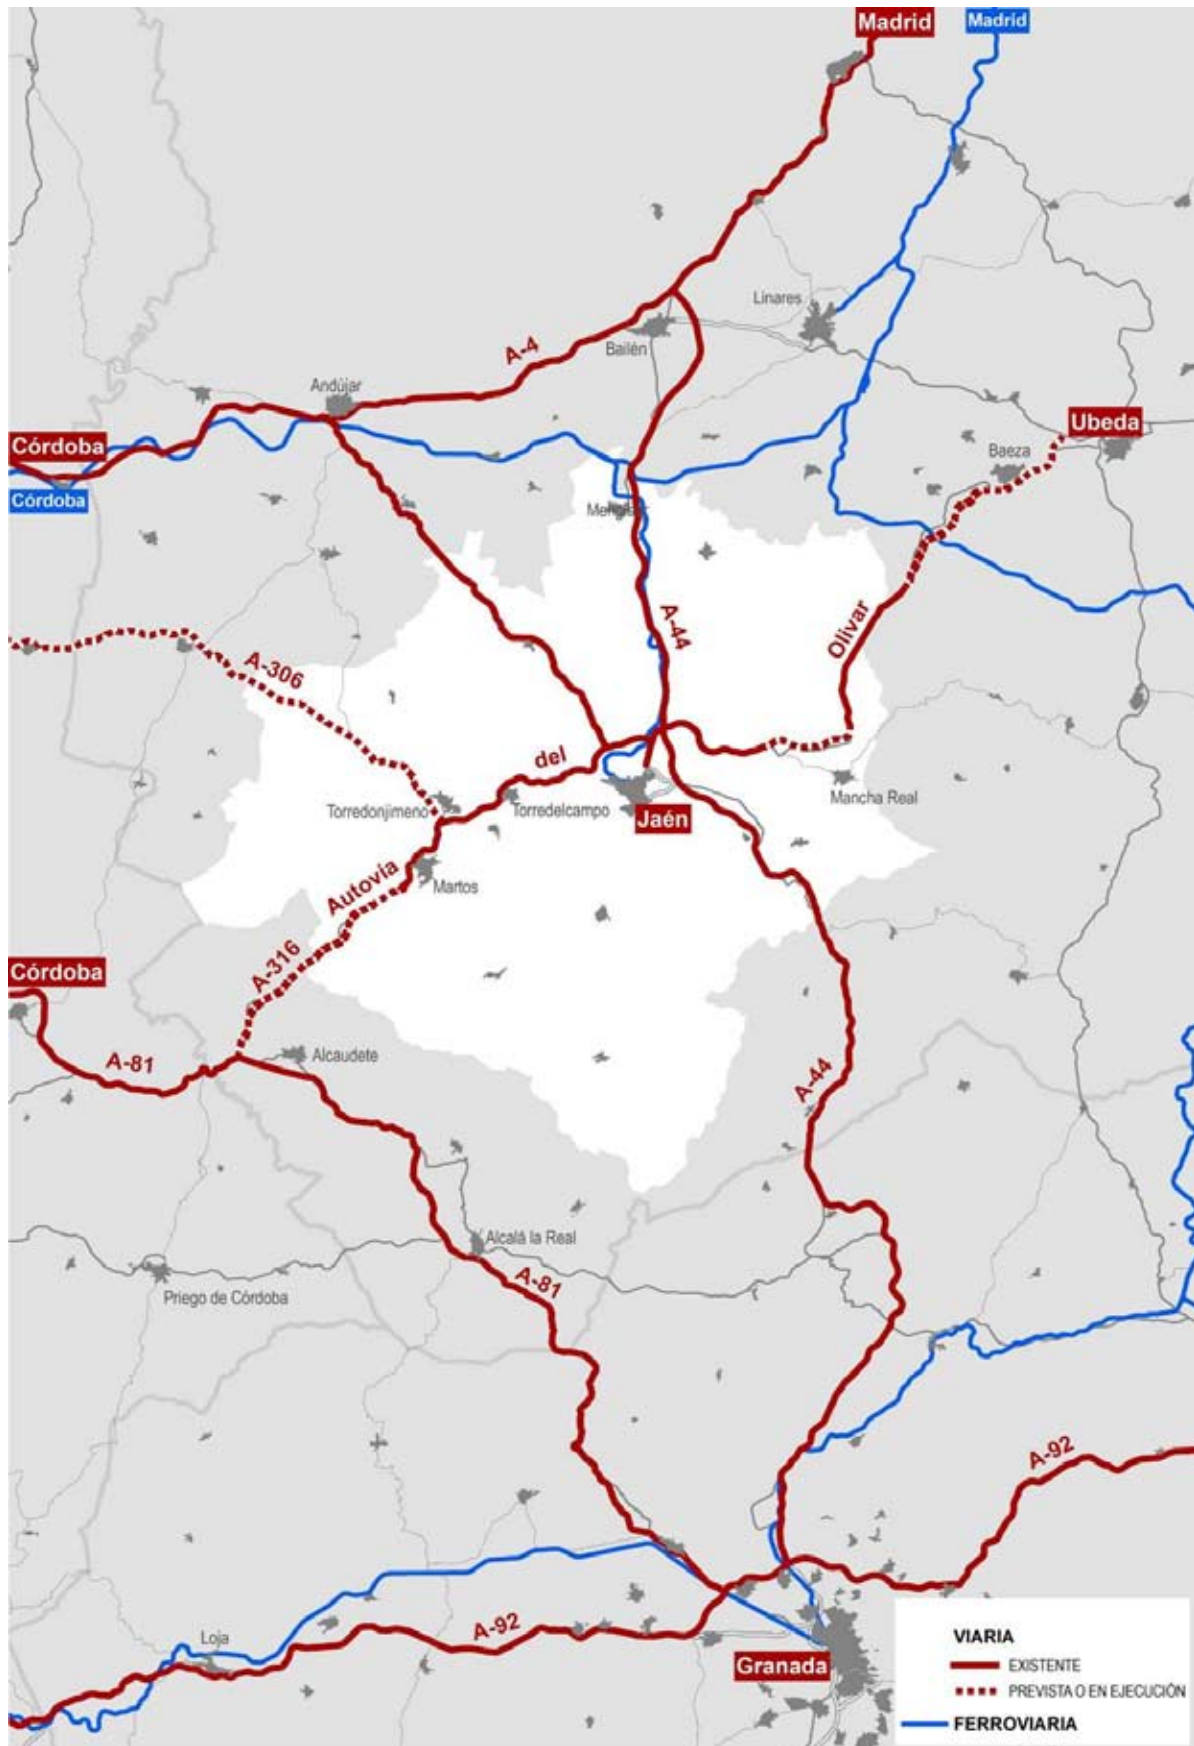 Madrid
Madrid
Linares
Bailén
A-4
Andújar
Ubeda
Córdoba
Baeza
Córdoba
A-44
Olivar
A-306
del
Mancha Real
Torredonjimeno
Torredelcampo
Jaén
Autovía
Martos
Córdoba
A-316
Alcaudete
A-81
A-44
Alcalá la Real
A-81
Priego de Córdoba
A-92
A-92
Loja
Granada
VIARIA
EXISTENTE
PREVISTA O EN EJECUCIÓN
FERROVIARIA